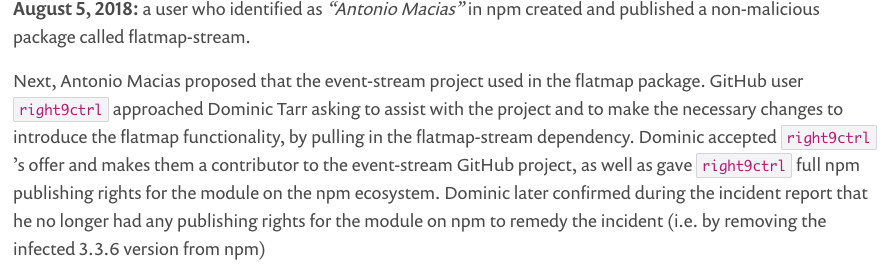 August 5, 2018: a user who identified as “Antonio Macias” in npm created and published a non-malicious
package called flatmap-stream.
Next, Antonio Macias proposed that the event-stream project used in the flatmap package. GitHub user
right9ctrl approached Dominic Tarr asking to assist with the project and to make the necessary changes to
introduce the flatmap functionality, by pulling in the flatmap-stream dependency. Dominic accepted right9ctrl
’s offer and makes them a contributor to the event-stream GitHub project, as well as gave right9ctrl full npm
publishing rights for the module on the npm ecosystem. Dominic later confirmed during the incident report that
he no longer had any publishing rights for the module on npm to remedy the incident (i.e. by removing the
infected 3.3.6 version from npm)